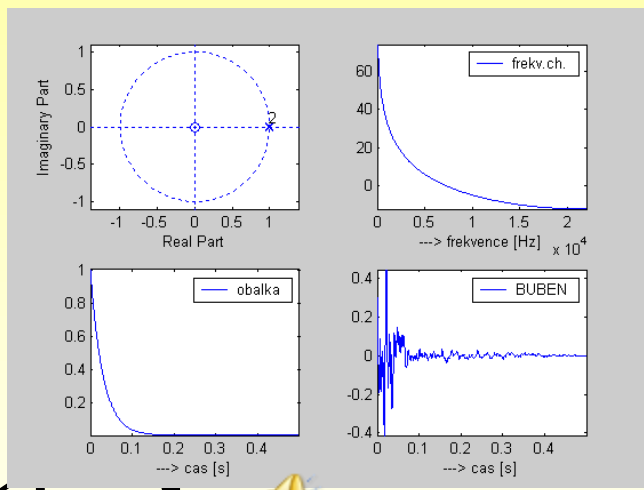 1
0.5
0
-0.5
-1
Imaginary Part
2
-1 -0.5 0 0.5 1
Real Part
60
40
20
0
frekv.ch.
0 0.5 1 1.5 2
---> frekvence [Hz] x 10^4
1
0.8
0.6
0.4
0.2
obalka
0 0.1 0.2 0.3 0.4
---> cas [s]
0.4
0.2
0
-0.2
-0.4
BUBEN
0 0.1 0.2 0.3 0.4
---> cas [s]